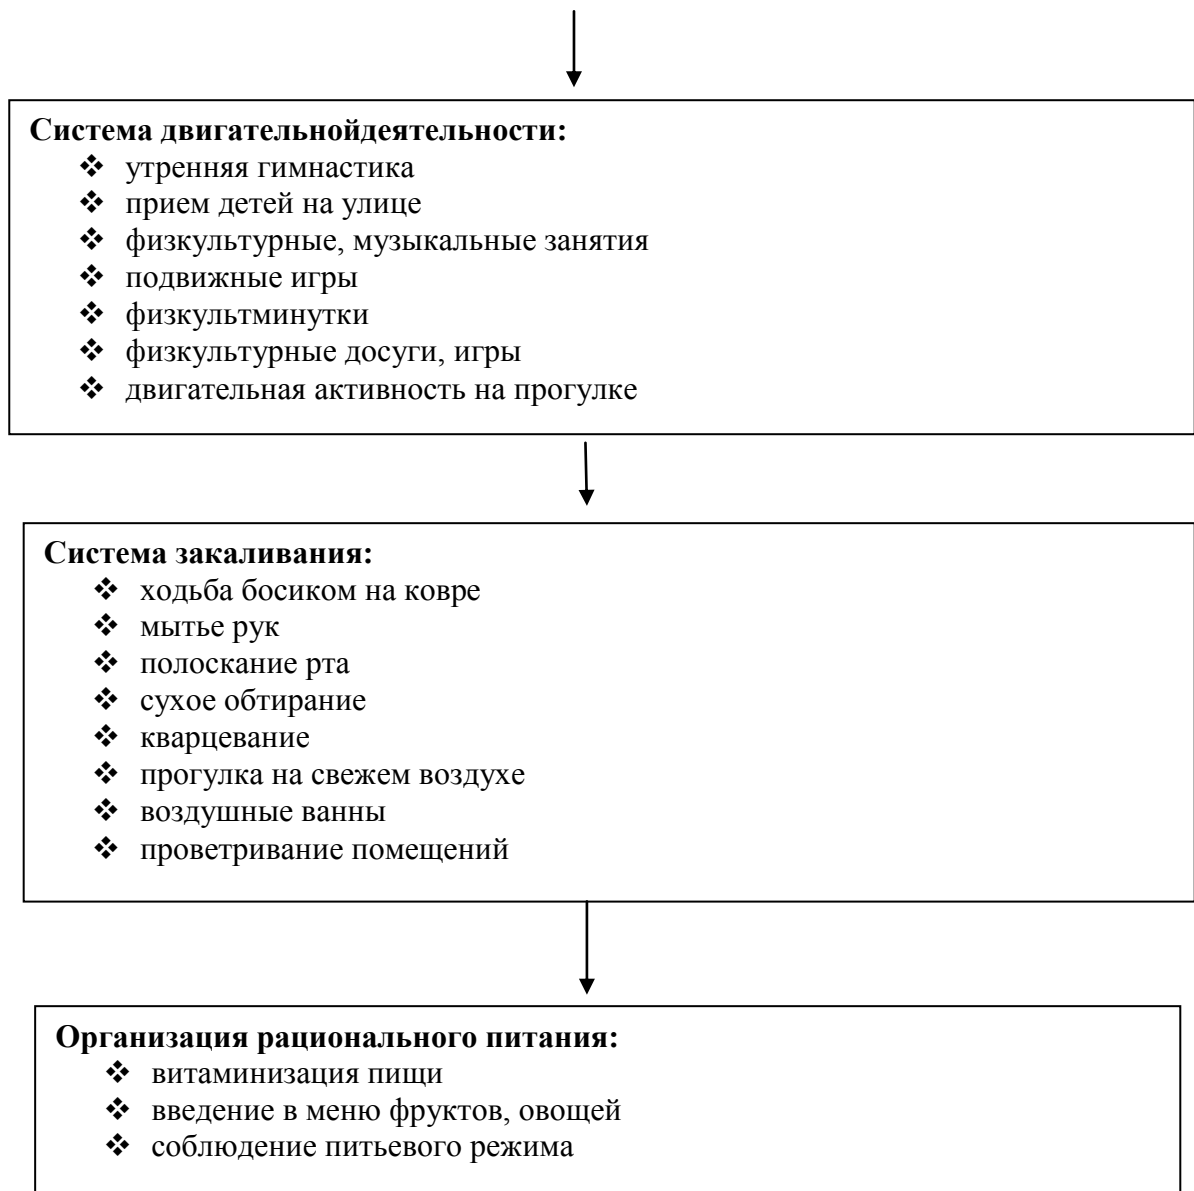 Система двигательнойдеятельности:
❖ утренняя гимнастика
❖ прием детей на улице
❖ физкультурные, музыкальные занятия
❖ подвижные игры
❖ физкультминутки
❖ физкультурные досуги, игры
❖ двигательная активность на прогулке
Система закаливания:
❖ ходьба босиком на ковре
❖ мытье рук
❖ полоскание рта
❖ сухое обтирание
❖ кварцевание
❖ прогулка на свежем воздухе
❖ воздушные ванны
❖ проветривание помещений
Организация рационального питания:
❖ витаминизация пищи
❖ введение в меню фруктов, овощей
❖ соблюдение питьевого режима